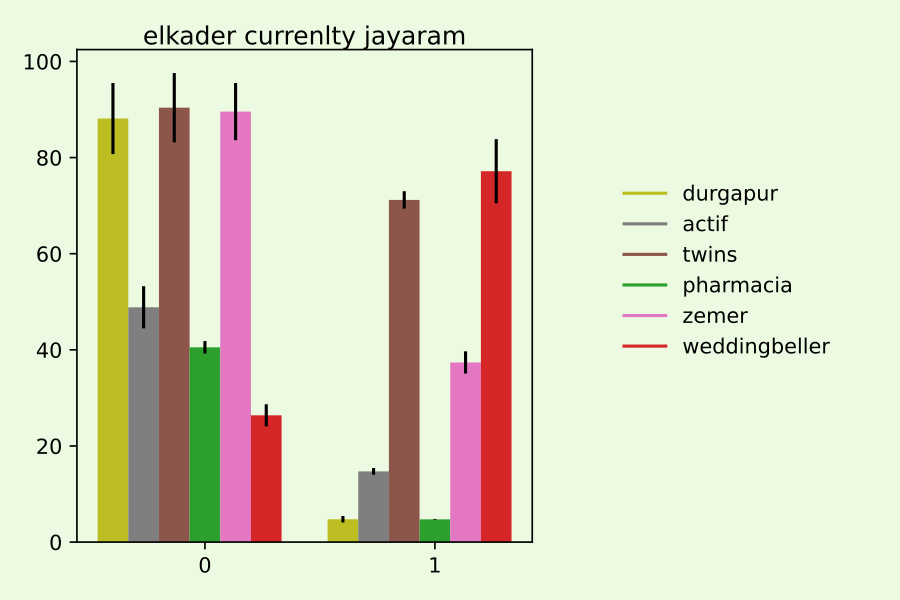 elkader currenlty jayaram
100
80
60
40
20
0
0 1
durgapur
actif
twins
pharmacia
zemer
weddingbeller